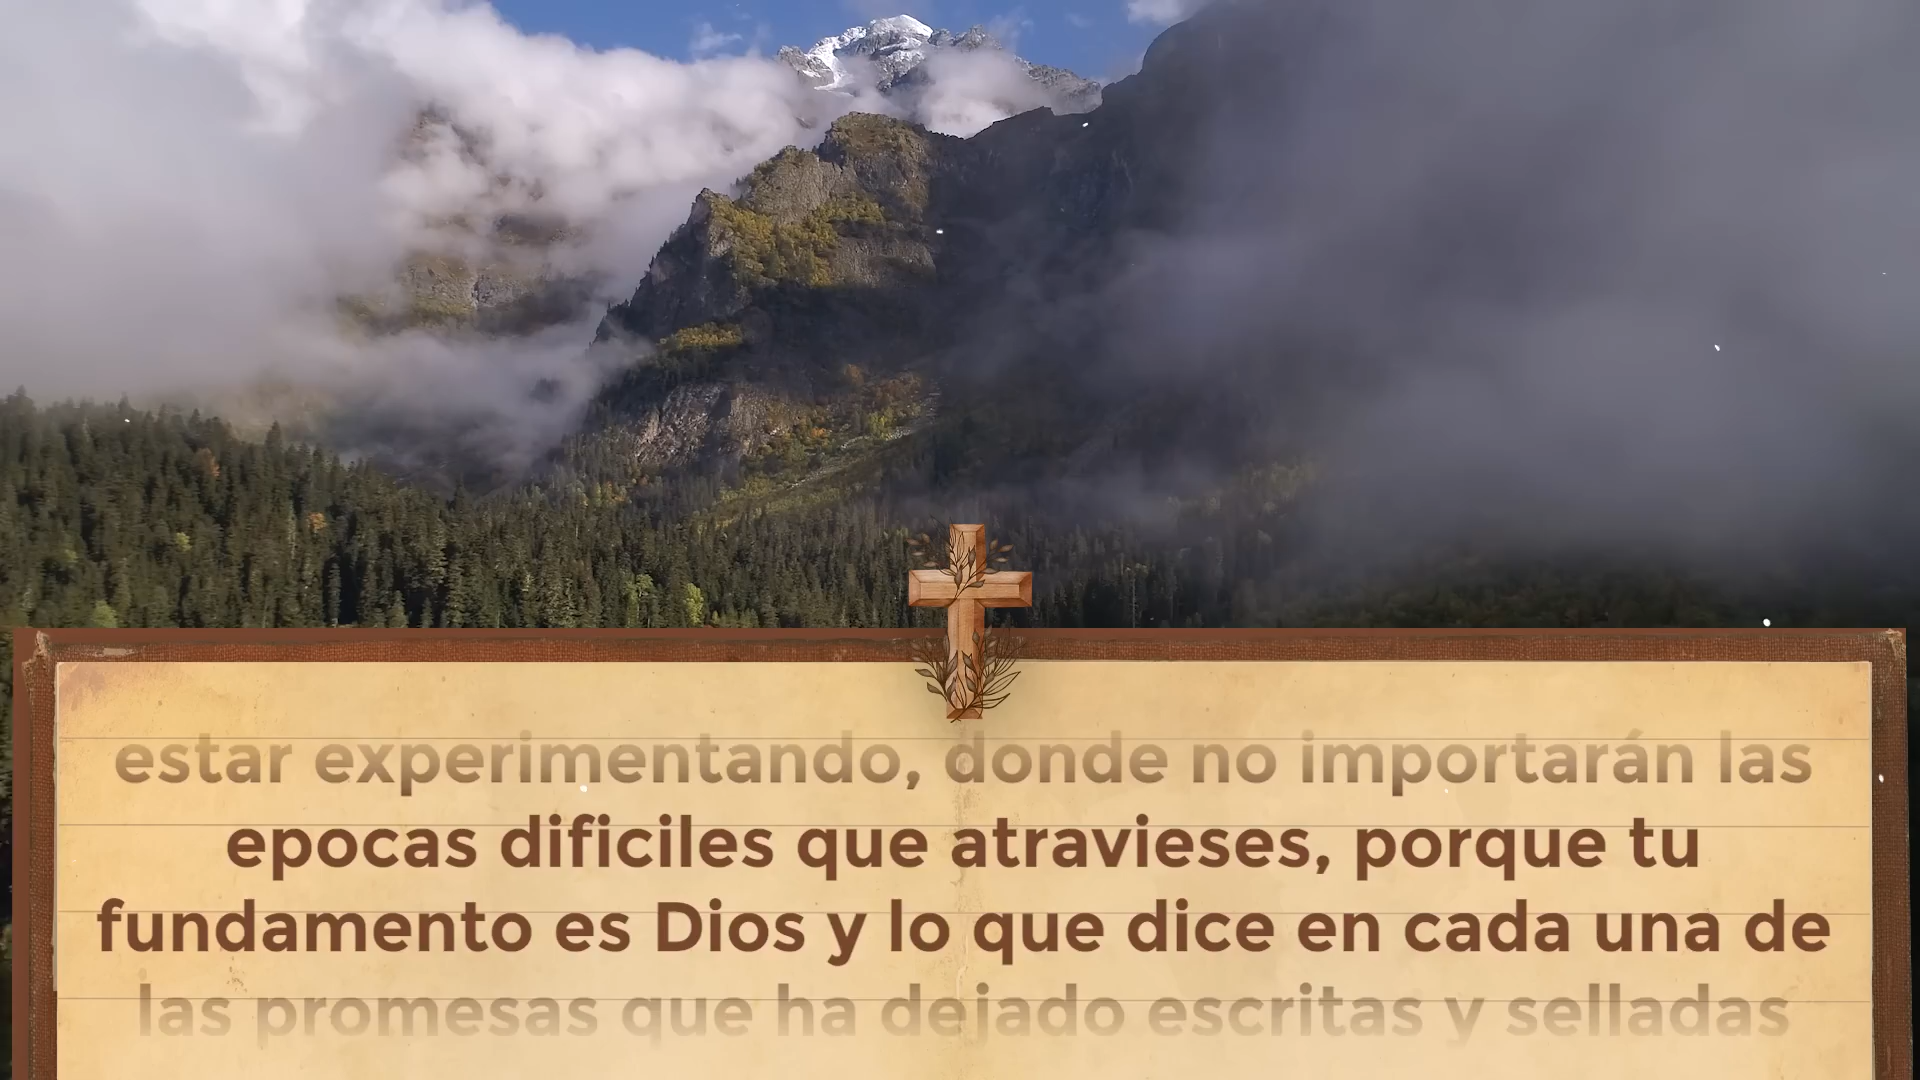 estar experimentando, donde no importarán las
epocas dificiles que atravieses, porque tu
fundamento es Dios y lo que dice en cada una de
las promesas que ha dejado escritas y selladas